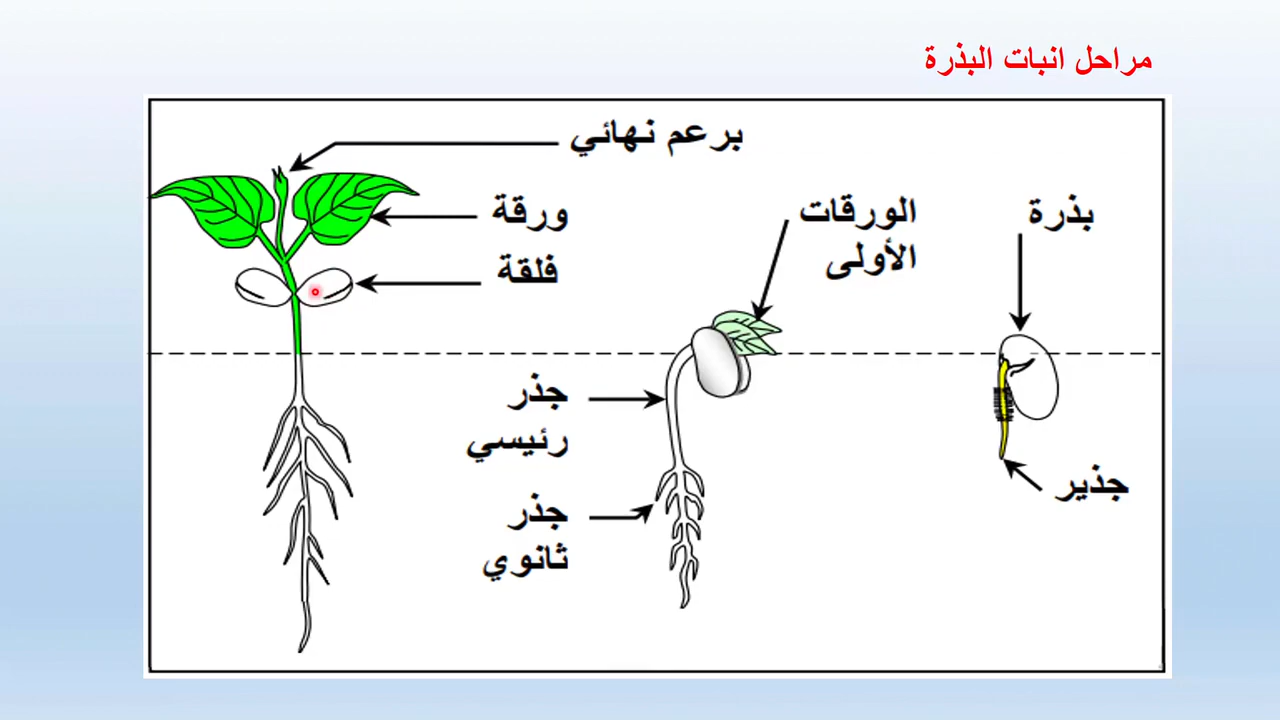 مراحل انبات البذرة
برعم نهائي
ورقة
فلقة
الورقات
الأولى
بذرة
جذر
رئيسي
جذر
ثانوي
جذير